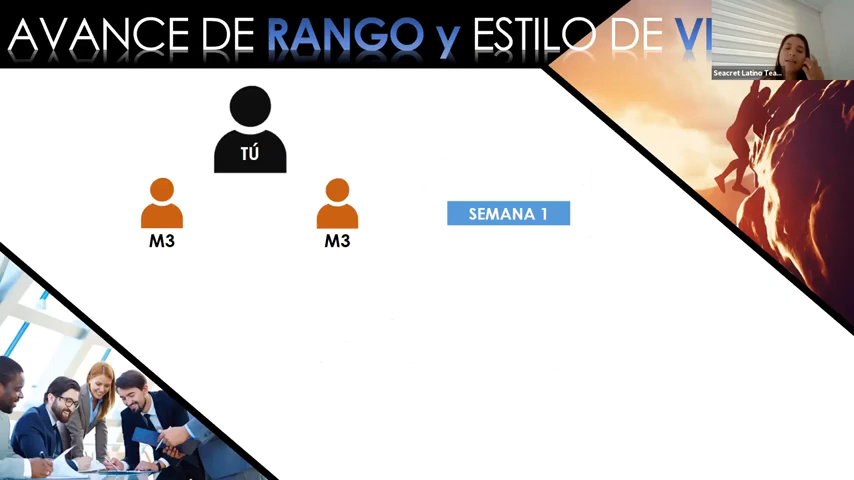 AVANCE DE RANGO y ESTILO DE VI
Seacret Latino Tea...
TÚ
M3 M3
SEMANA 1